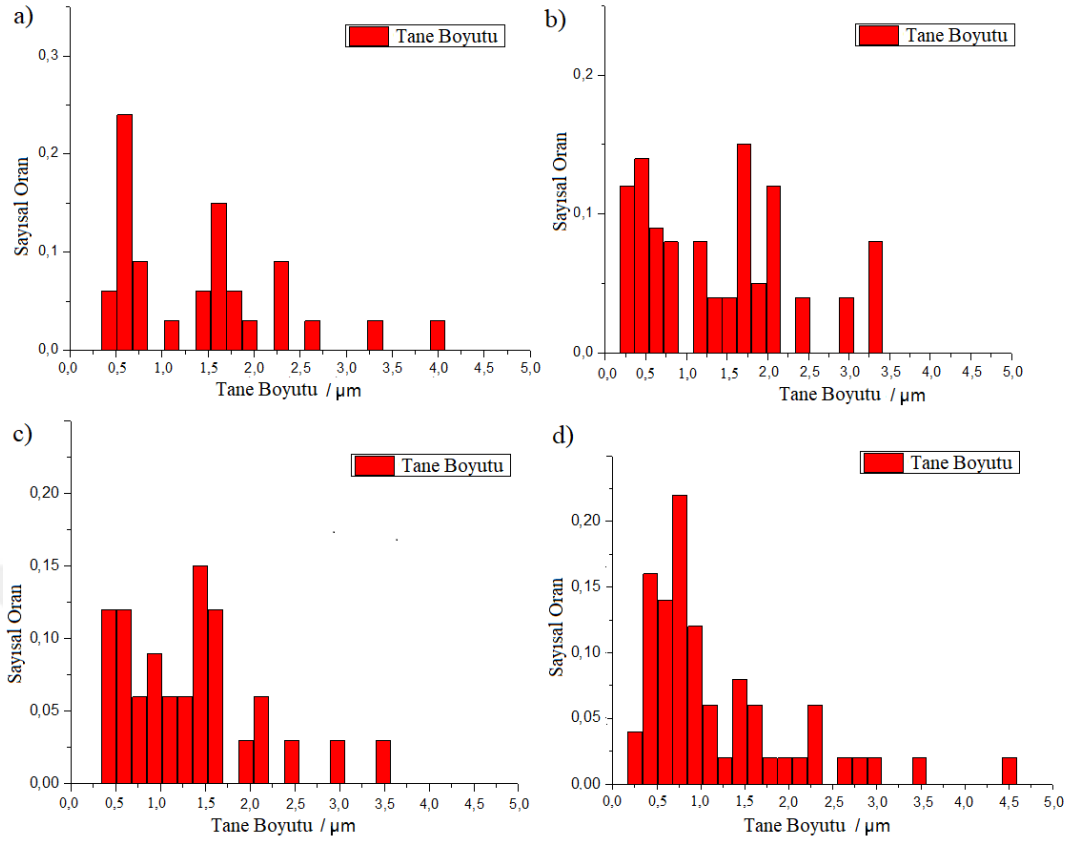 a)
Tane Boyutu
0,3
0,2
0,1
0,0
Sayısal Oran
0,0 0,5 1,0 1,5 2,0 2,5 3,0 3,5 4,0 4,5 5,0
Tane Boyutu / µm
b)
Tane Boyutu
0,2
0,1
0,0
Sayısal Oran
0,0 0,5 1,0 1,5 2,0 2,5 3,0 3,5 4,0 4,5 5,0
Tane Boyutu / µm
c)
Tane Boyutu
0,20
0,15
0,10
0,05
0,00
Sayısal Oran
0,0 0,5 1,0 1,5 2,0 2,5 3,0 3,5 4,0 4,5 5,0
Tane Boyutu / µm
d)
Tane Boyutu
0,20
0,15
0,10
0,05
0,00
Sayısal Oran
0,0 0,5 1,0 1,5 2,0 2,5 3,0 3,5 4,0 4,5 5,0
Tane Boyutu / µm